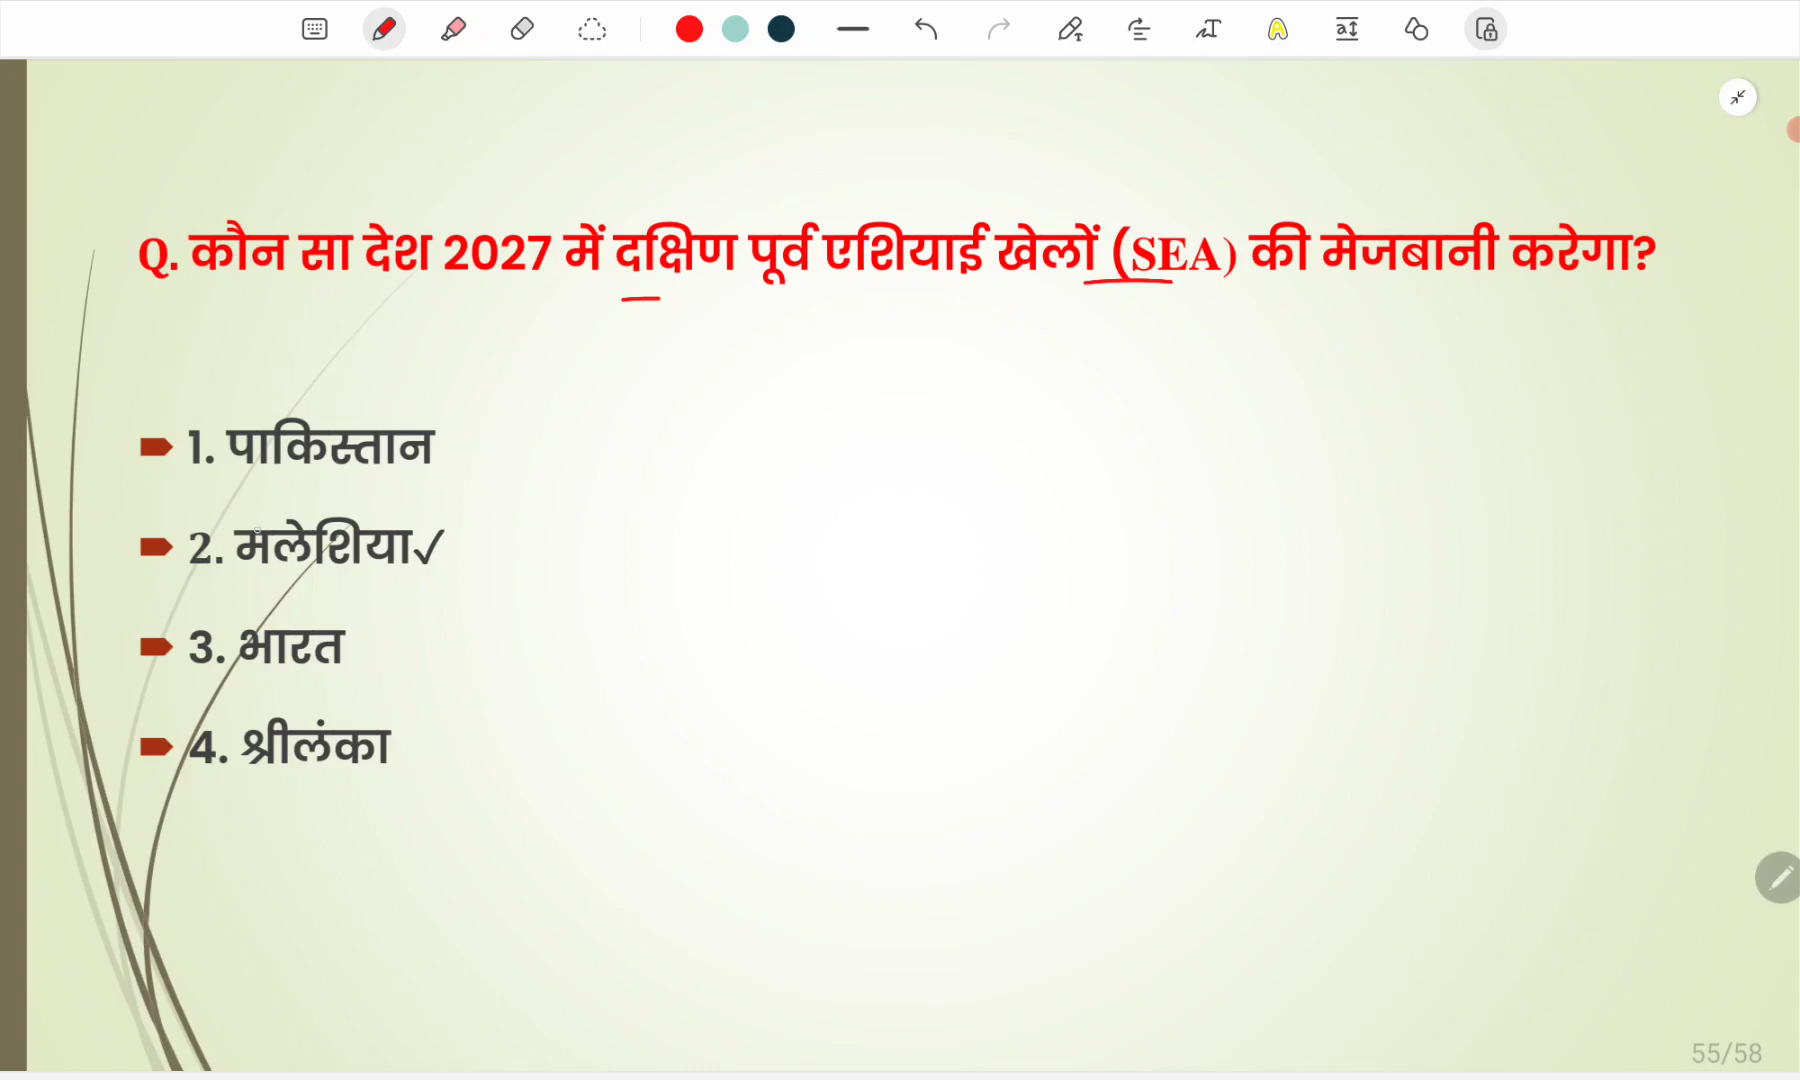 Q. कौन सा देश 2027 में दक्षिण पूर्व एशियाई खेलों (SEA) की मेजबानी करेगा?
1. पाकिस्तान
2. मलेशिया✓
3. भारत
4. श्रीलंका
55/58